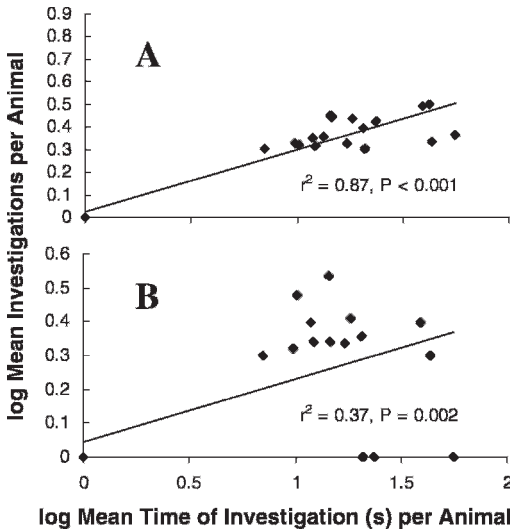 log Mean Investigations per Animal
0.9
0.8
0.7
0.6
0.5
0.4
0.3
0.2
0.1
0
A
r² = 0.87, P < 0.001
0.6
0.5
0.4
0.3
0.2
0.1
0
B
r² = 0.37, P = 0.002
0 0.5 1 1.5 2
log Mean Time of Investigation (s) per Animal